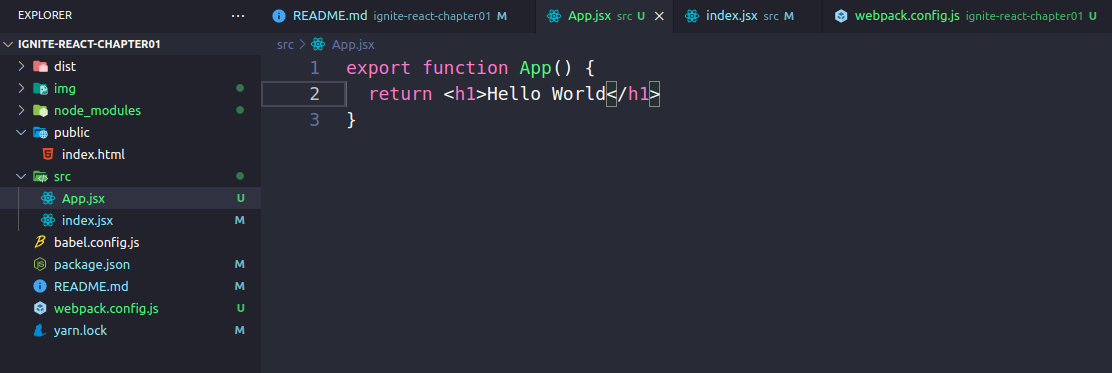 EXPLORER ···
README.md ignite-react-chapter01 M App.jsx src U index.jsx src M webpack.config.js ignite-react-chapter01 U
IGNITE-REACT-CHAPTER01
src > App.jsx
dist
img
node_modules
public
index.html
src
App.jsx U
index.jsx M
babel.config.js
package.json M
README.md M
webpack.config.js U
yarn.lock M
1 export function App() {
2 return <h1>Hello World</h1>
3 }